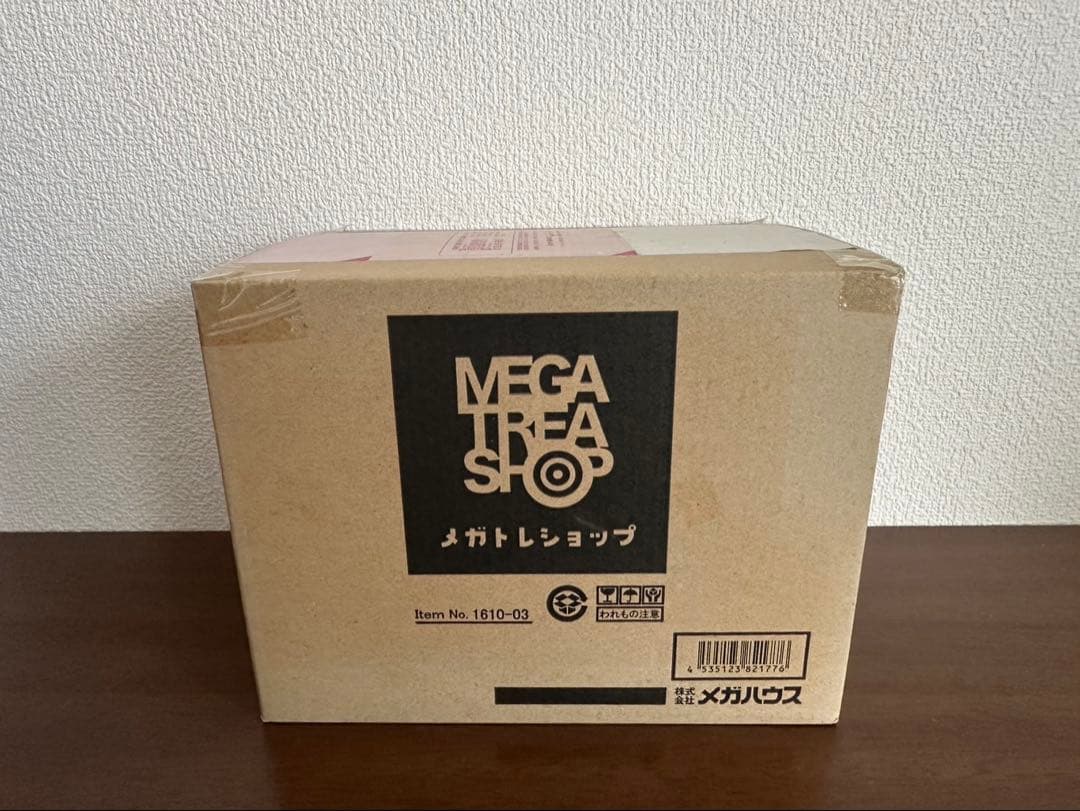 MEGA
TREA
SHOP
メガトレショップ
Item No. 1610-03
われもの注意
4 535123 821776
株式会社 メガハウス